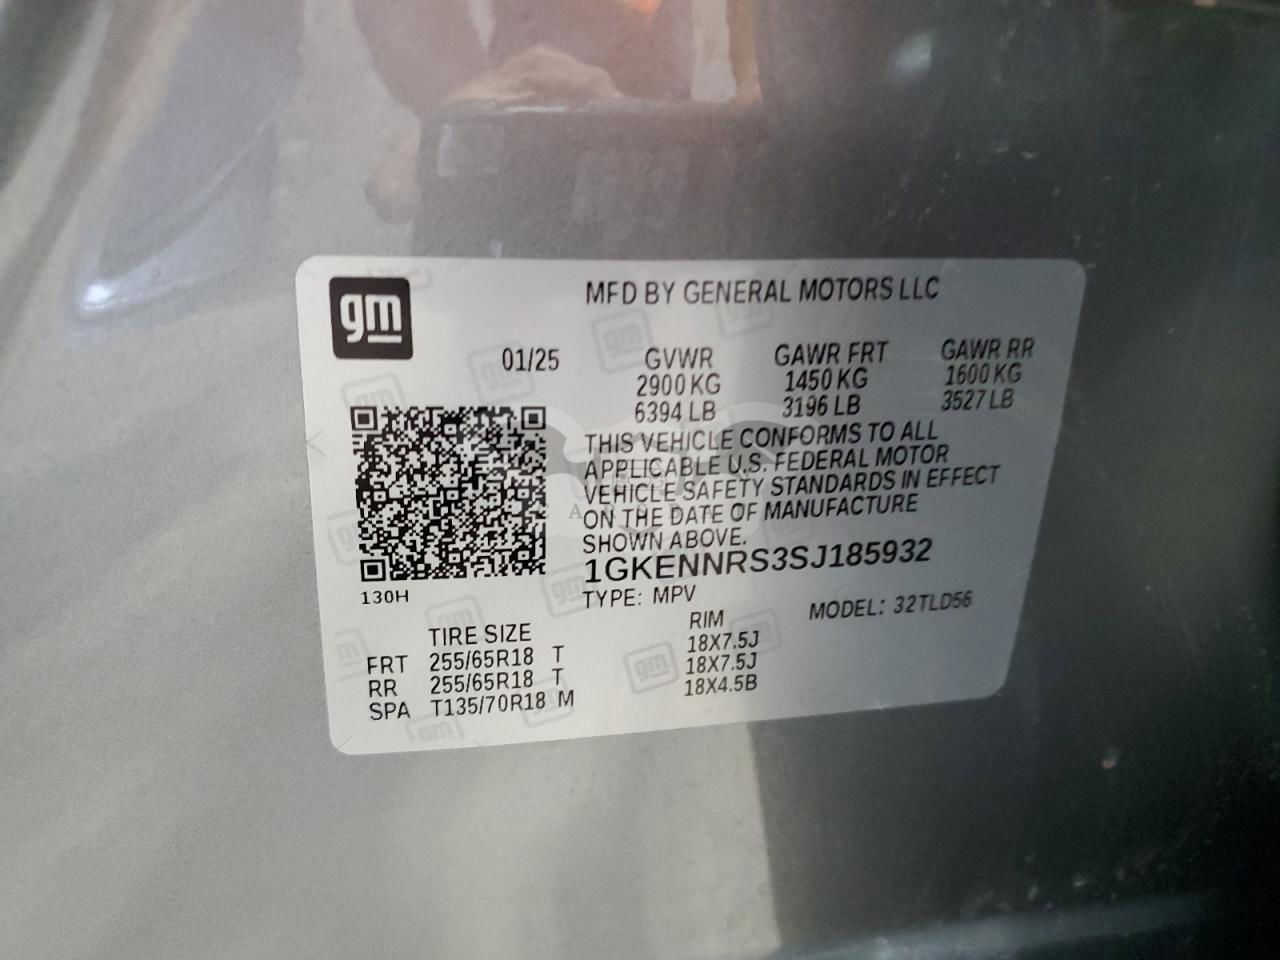 gm
MFD BY GENERAL MOTORS LLC
01/25 GVWR GAWR FRT GAWR RR
2900 KG 1450 KG 1600 KG
6394 LB 3196 LB 3527 LB
THIS VEHICLE CONFORMS TO ALL
APPLICABLE U.S. FEDERAL MOTOR
VEHICLE SAFETY STANDARDS IN EFFECT
ON THE DATE OF MANUFACTURE
SHOWN ABOVE.
1GKENNRS3SJ185932
130H
TYPE: MPV MODEL: 32TLD56
TIRE SIZE RIM
FRT 255/65R18 T 18X7.5J
RR 255/65R18 T 18X7.5J
SPA T135/70R18 M 18X4.5B